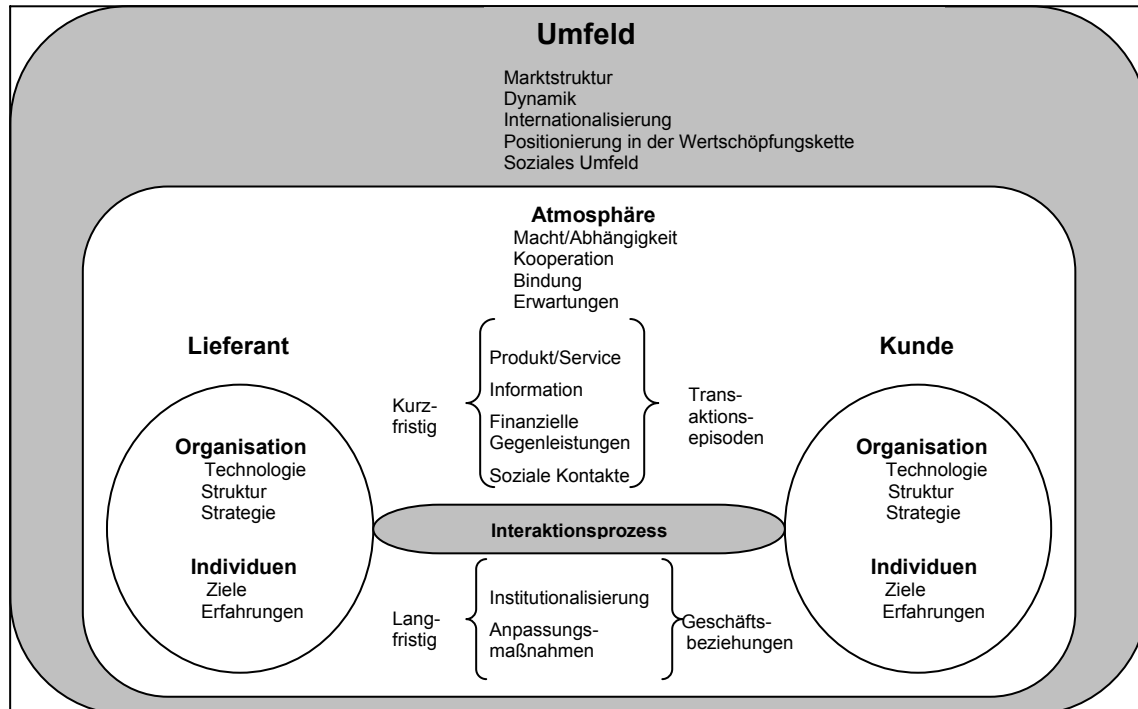 Umfeld
Marktstruktur
Dynamik
Internationalisierung
Positionierung in der Wertschöpfungskette
Soziales Umfeld
Atmosphäre
Macht/Abhängigkeit
Kooperation
Bindung
Erwartungen
Lieferant
Organisation
Technologie
Struktur
Strategie
Individuen
Ziele
Erfahrungen
Kurz-
fristig
Produkt/Service
Information
Finanzielle
Gegenleistungen
Soziale Kontakte
Trans-
aktions-
episoden
Interaktionsprozess
Lang-
fristig
Institutionalisierung
Anpassungs-
maßnahmen
Geschäfts-
beziehungen
Kunde
Organisation
Technologie
Struktur
Strategie
Individuen
Ziele
Erfahrungen